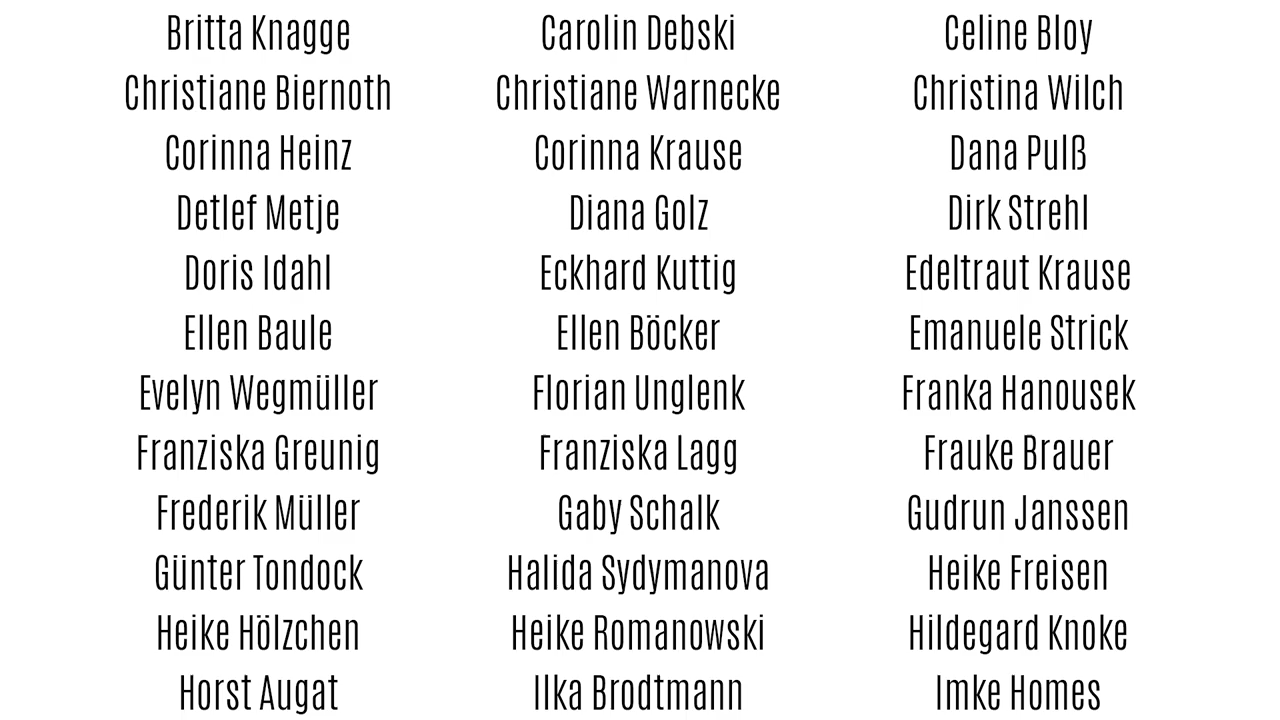 Britta Knagge Carolin Debski Celine Bloy
Christiane Biernoth Christiane Warnecke Christina Wilch
Corinna Heinz Corinna Krause Dana Pulß
Detlef Metje Diana Golz Dirk Strehl
Doris Idahl Eckhard Kuttig Edeltraut Krause
Ellen Baule Ellen Böcker Emanuele Strick
Evelyn Wegmüller Florian Unglenk Franka Hanousek
Franziska Greunig Franziska Lagg Frauke Brauer
Frederik Müller Gaby Schalk Gudrun Janssen
Günter Tondock Halida Sydymanova Heike Freisen
Heike Hölzchen Heike Romanowski Hildegard Knoke
Horst Augat Ilka Brodtmann Imke Homes